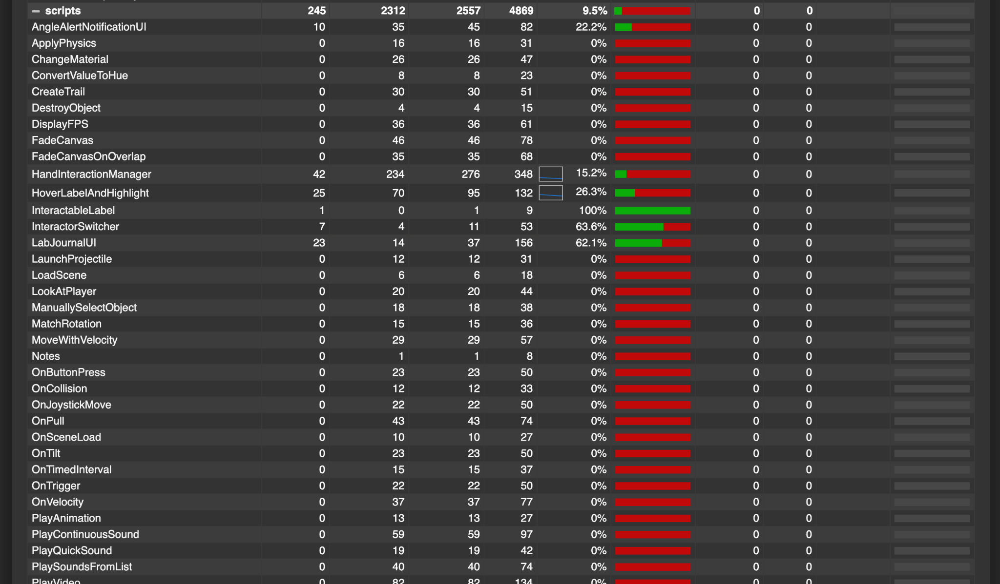 scripts 245 2312 2557 4869 9.5% 0 0
AngleAlertNotificationUI 10 35 45 82 22.2% 0 0
ApplyPhysics 0 16 16 31 0% 0 0
ChangeMaterial 0 26 26 47 0% 0 0
ConvertValueToHue 0 8 8 23 0% 0 0
CreateTrail 0 30 30 51 0% 0 0
DestroyObject 0 4 4 15 0% 0 0
DisplayFPS 0 36 36 61 0% 0 0
FadeCanvas 0 46 46 78 0% 0 0
FadeCanvasOnOverlap 0 35 35 68 0% 0 0
HandInteractionManager 42 234 276 348 15.2% 0 0
HoverLabelAndHighlight 25 70 95 132 26.3% 0 0
InteractableLabel 1 0 1 9 100% 0 0
InteractorSwitcher 7 4 11 53 63.6% 0 0
LabJournalUI 23 14 37 156 62.1% 0 0
LaunchProjectile 0 12 12 31 0% 0 0
LoadScene 0 6 6 18 0% 0 0
LookAtPlayer 0 20 20 44 0% 0 0
ManuallySelectObject 0 18 18 38 0% 0 0
MatchRotation 0 15 15 36 0% 0 0
MoveWithVelocity 0 29 29 57 0% 0 0
Notes 0 1 1 8 0% 0 0
OnButtonPress 0 23 23 50 0% 0 0
OnCollision 0 12 12 33 0% 0 0
OnJoystickMove 0 22 22 50 0% 0 0
OnPull 0 43 43 74 0% 0 0
OnSceneLoad 0 10 10 27 0% 0 0
OnTilt 0 23 23 50 0% 0 0
OnTimedInterval 0 15 15 37 0% 0 0
OnTrigger 0 22 22 50 0% 0 0
OnVelocity 0 37 37 77 0% 0 0
PlayAnimation 0 13 13 27 0% 0 0
PlayContinuousSound 0 59 59 97 0% 0 0
PlayQuickSound 0 19 19 42 0% 0 0
PlaySoundsFromList 0 40 40 74 0% 0 0
PlayVideo 0 82 82 134 0% 0 0